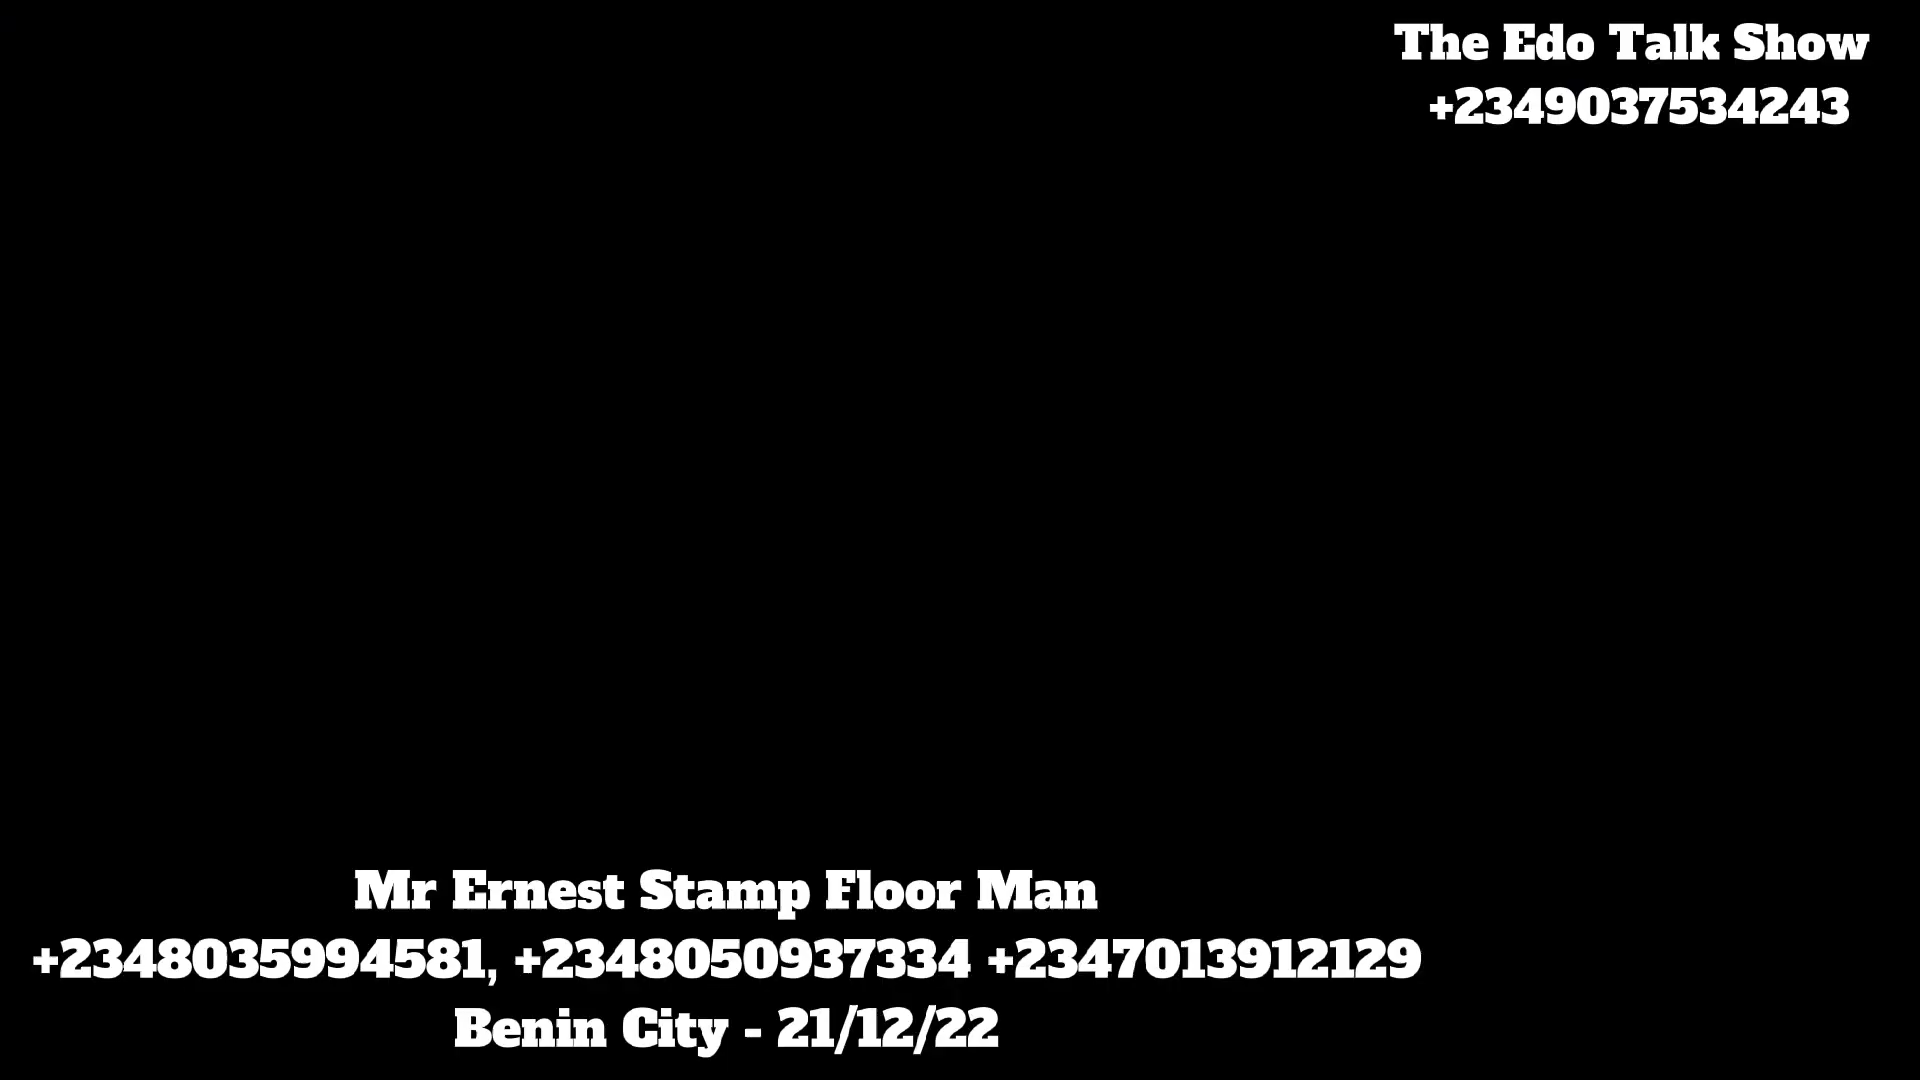 The Edo Talk Show
+2349037534243
Mr Ernest Stamp Floor Man
+2348035994581, +2348050937334 +2347013912129
Benin City - 21/12/22